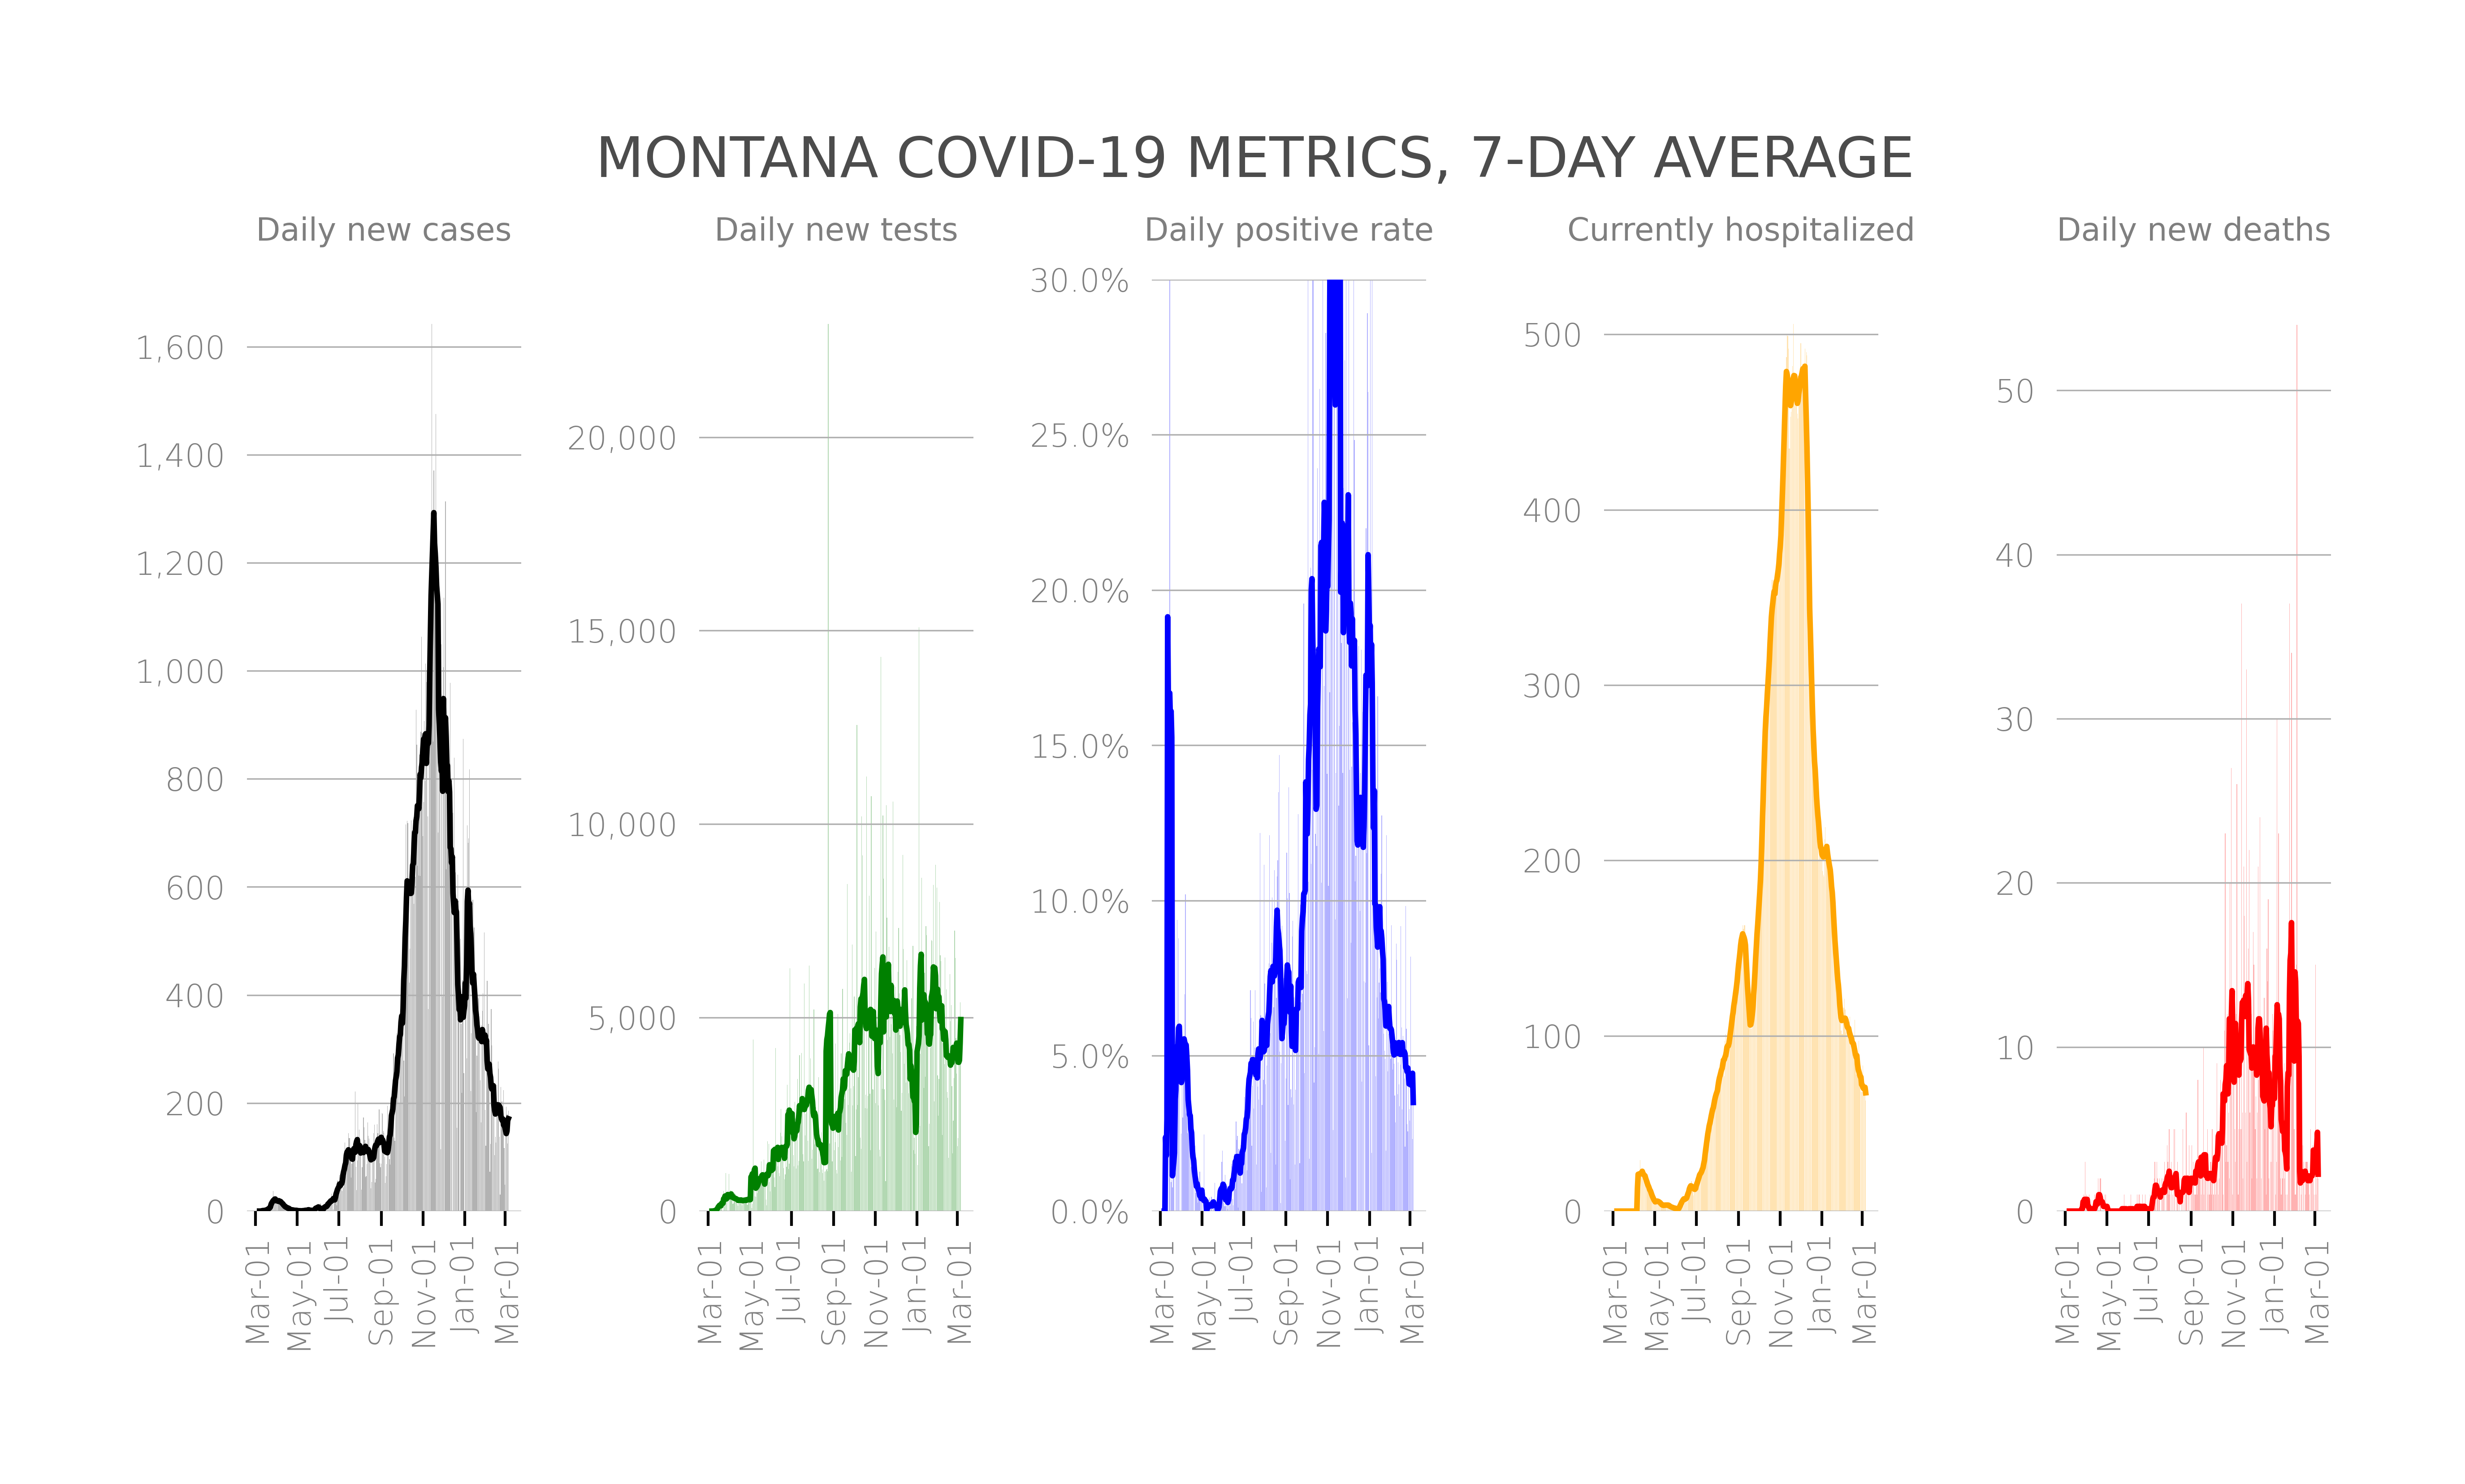 MONTANA COVID-19 METRICS, 7-DAY AVERAGE
Daily new cases
1,600
1,400
1,200
1,000
800
600
400
200
0
Mar-01
May-01
Jul-01
Sep-01
Nov-01
Jan-01
Mar-01
Daily new tests
20,000
15,000
10,000
5,000
0
Mar-01
May-01
Jul-01
Sep-01
Nov-01
Jan-01
Mar-01
Daily positive rate
30.0%
25.0%
20.0%
15.0%
10.0%
5.0%
0.0%
Mar-01
May-01
Jul-01
Sep-01
Nov-01
Jan-01
Mar-01
Currently hospitalized
500
400
300
200
100
0
Mar-01
May-01
Jul-01
Sep-01
Nov-01
Jan-01
Mar-01
Daily new deaths
50
40
30
20
10
0
Mar-01
May-01
Jul-01
Sep-01
Nov-01
Jan-01
Mar-01